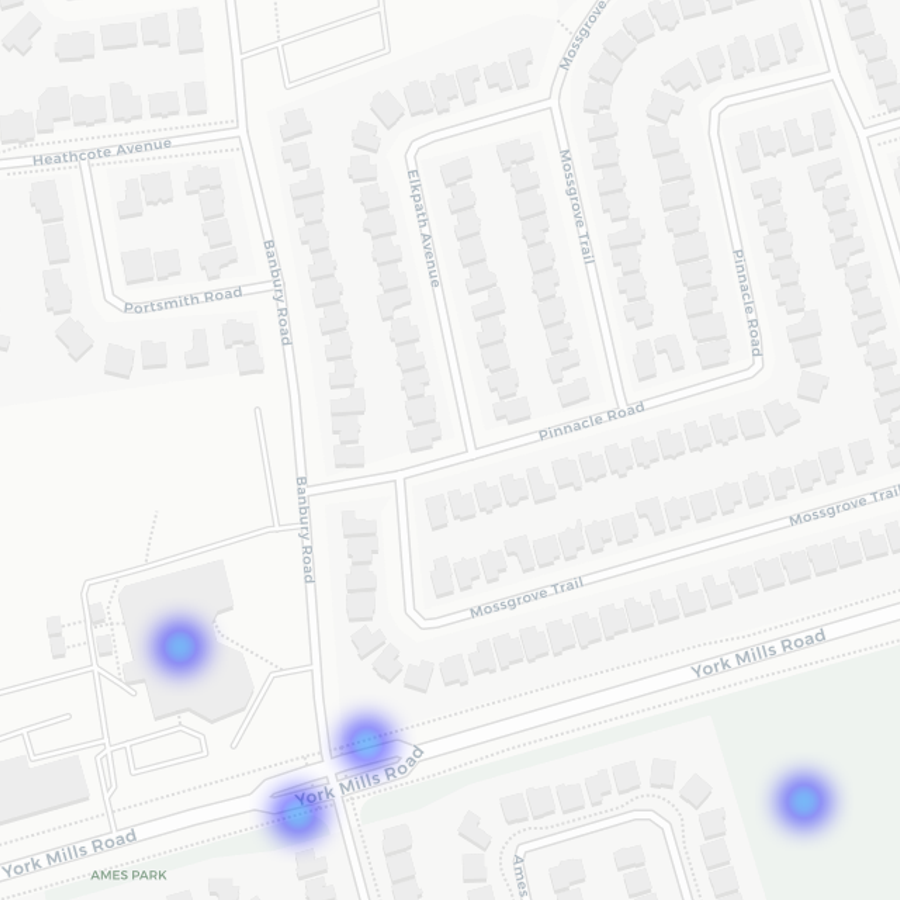 Mossgrove
Heathcote Avenue
Mossgrove Trail
Elkpath Avenue
Banbury Road
Pinnacle Road
Portsmith Road
Pinnacle Road
Banbury Road
Mossgrove Trail
Mossgrove Trail
York Mills Road
York Mills Road
York Mills Road
AMES PARK
Ames